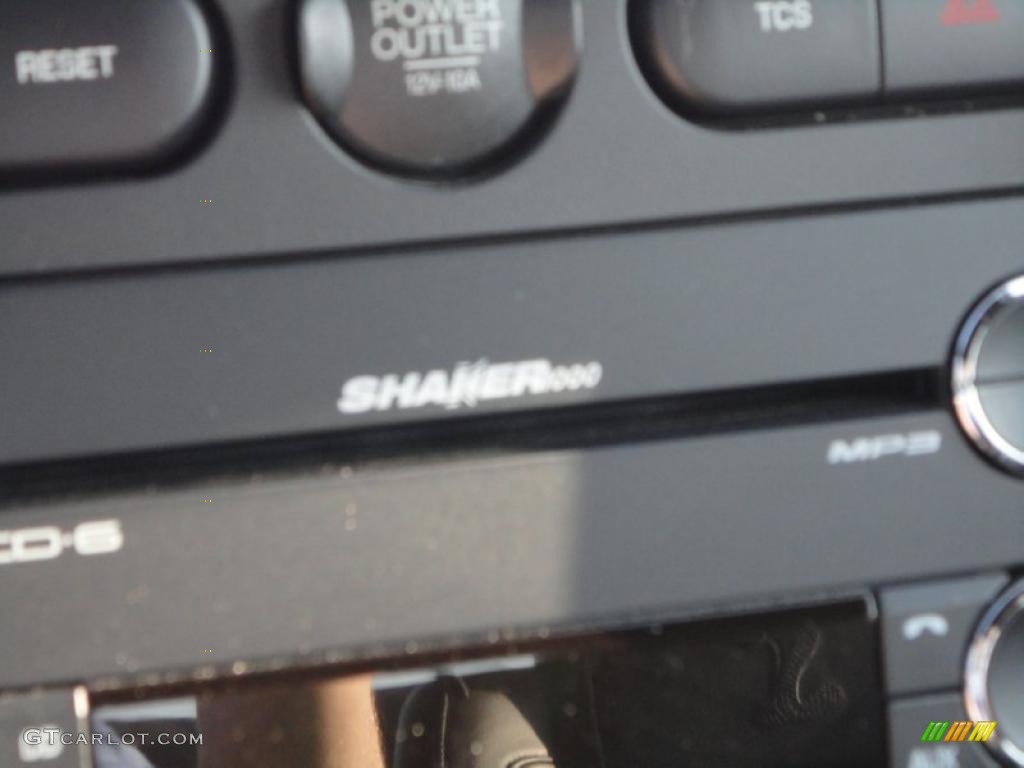 RESET
POWER
OUTLET
12V-10A
TCS
SHAKER1000
MP3
CD-6
GTCARLOT.COM